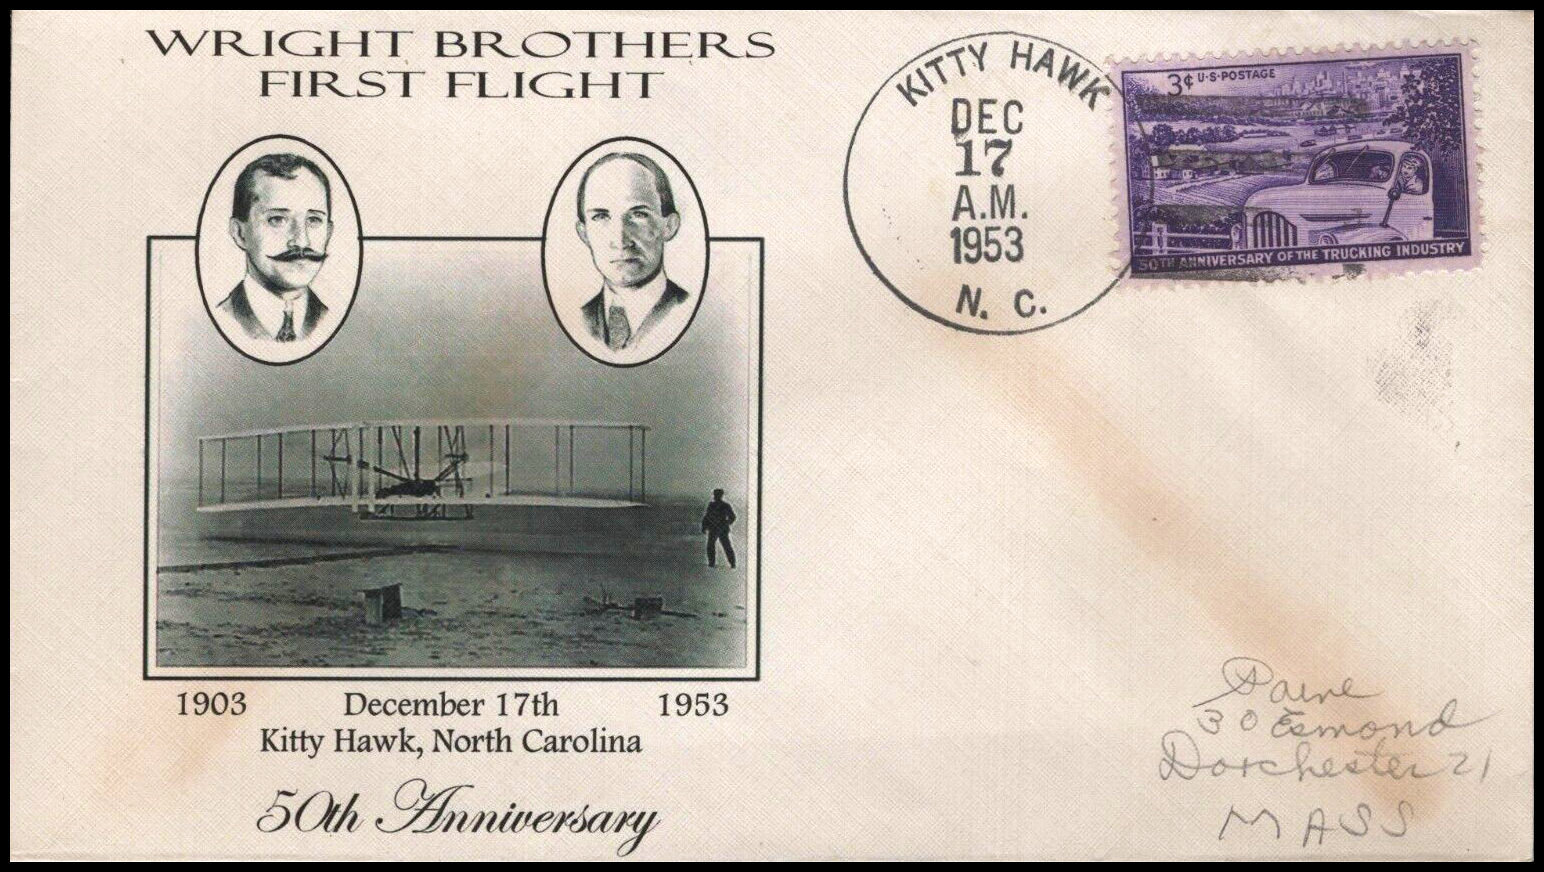 WRIGHT BROTHERS
FIRST FLIGHT
KITTY HAWK
DEC
17
A.M.
1953
N. C.
3¢ U·S·POSTAGE
50TH ANNIVERSARY OF THE TRUCKING INDUSTRY
1903 December 17th 1953
Kitty Hawk, North Carolina
50th Anniversary
Paine
30 Esmond
Dorchester 21
MASS